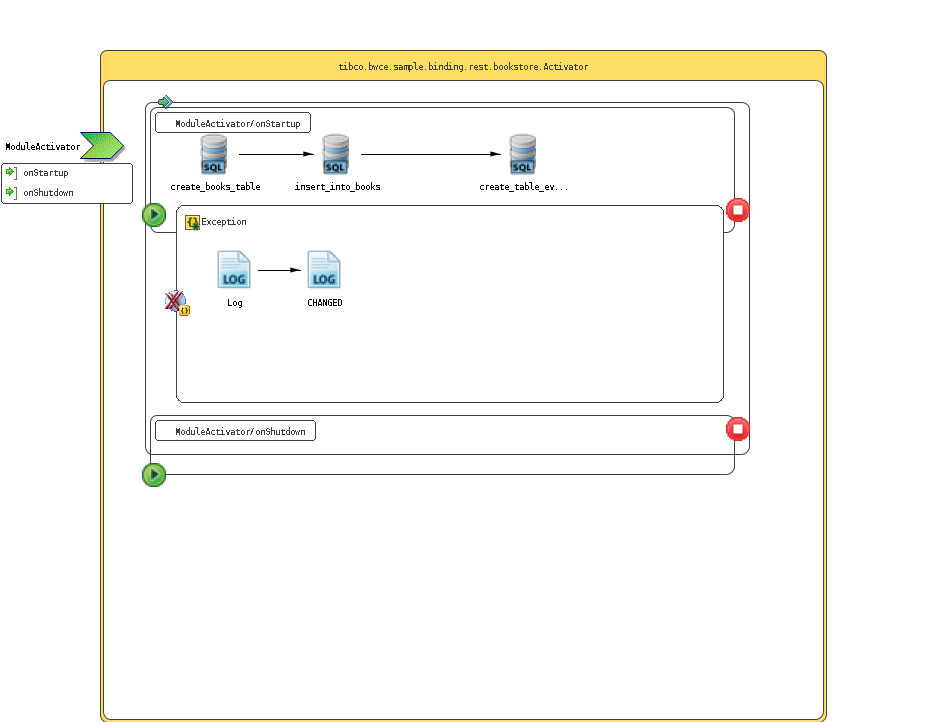 tibco.bwce.sample.binding.rest.bookstore.Activator
ModuleActivator
onStartup
onShutdown
ModuleActivator/onStartup
SQL SQL SQL
create_books_table insert_into_books create_table_ev...
Exception
LOG LOG
Log CHANGED
ModuleActivator/onShutdown